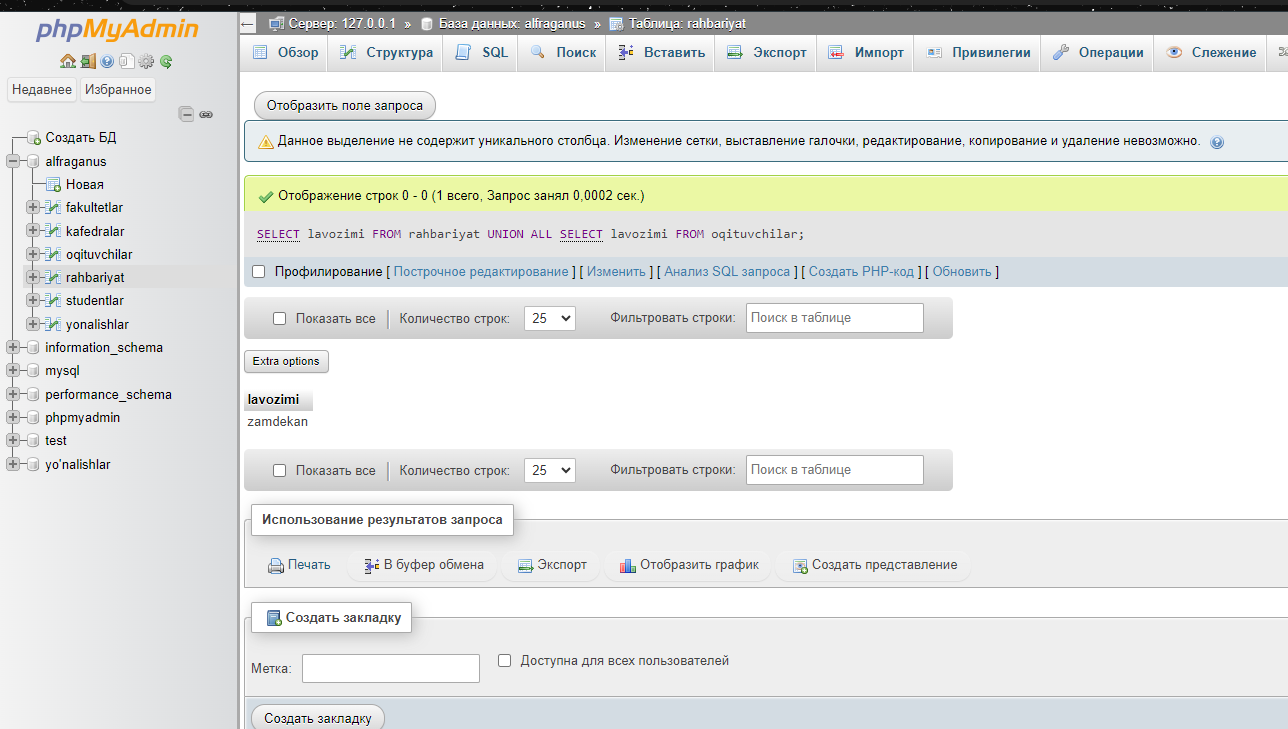 phpMyAdmin
Недавнее Избранное
Создать БД
alfraganus
Новая
fakultetlar
kafedralar
oqituvchilar
rahbariyat
studentlar
yonalishlar
information_schema
mysql
performance_schema
phpmyadmin
test
yo'nalishlar
Сервер: 127.0.0.1 » База данных: alfraganus » Таблица: rahbariyat
Обзор Структура SQL Поиск Вставить Экспорт Импорт Привилегии Операции Слежение
Отобразить поле запроса
Данное выделение не содержит уникального столбца. Изменение сетки, выставление галочки, редактирование, копирование и удаление невозможно.
Отображение строк 0 - 0 (1 всего, Запрос занял 0,0002 сек.)
SELECT lavozimi FROM rahbariyat UNION ALL SELECT lavozimi FROM oqituvchilar;
Профилирование [ Построчное редактирование ] [ Изменить ] [ Анализ SQL запроса ] [ Создать PHP-код ] [ Обновить ]
Показать все Количество строк: 25 Фильтровать строки: Поиск в таблице
Extra options
lavozimi
zamdekan
Показать все Количество строк: 25 Фильтровать строки: Поиск в таблице
Использование результатов запроса
Печать В буфер обмена Экспорт Отобразить график Создать представление
Создать закладку
Метка: Доступна для всех пользователей
Создать закладку